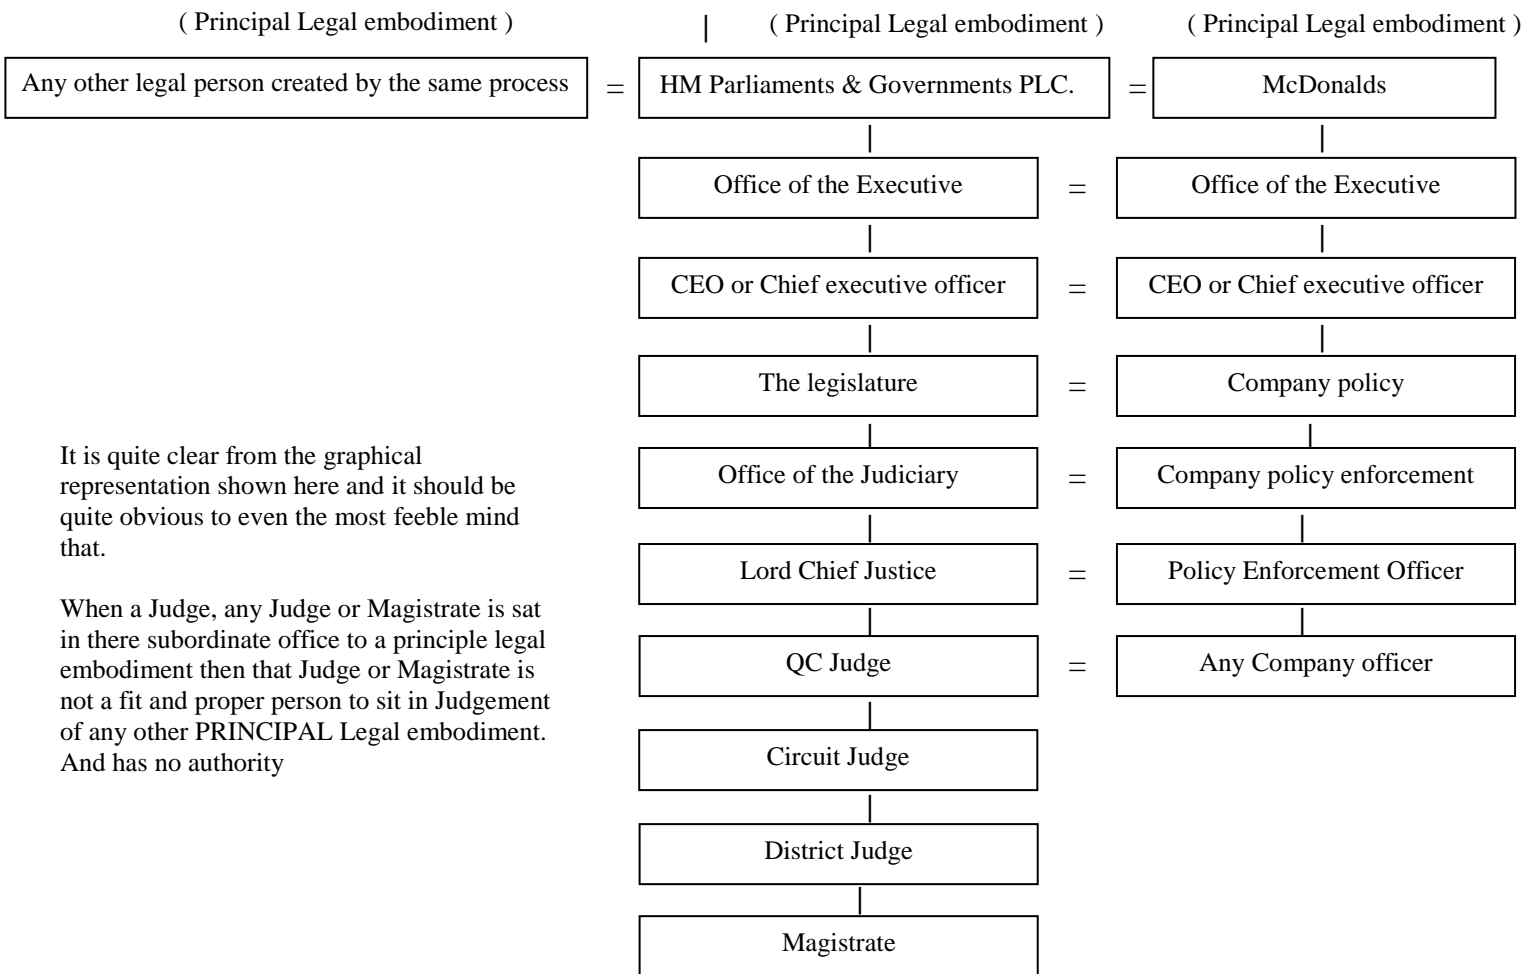 ( Principal Legal embodiment )
( Principal Legal embodiment )
( Principal Legal embodiment )
Any other legal person created by the same process
=
HM Parliaments & Governments PLC.
=
McDonalds
Office of the Executive
=
Office of the Executive
CEO or Chief executive officer
=
CEO or Chief executive officer
The legislature
=
Company policy
Office of the Judiciary
=
Company policy enforcement
Lord Chief Justice
=
Policy Enforcement Officer
QC Judge
=
Any Company officer
Circuit Judge
District Judge
Magistrate
It is quite clear from the graphical
representation shown here and it should be
quite obvious to even the most feeble mind
that.
When a Judge, any Judge or Magistrate is sat
in there subordinate office to a principle legal
embodiment then that Judge or Magistrate is
not a fit and proper person to sit in Judgement
of any other PRINCIPAL Legal embodiment.
And has no authority